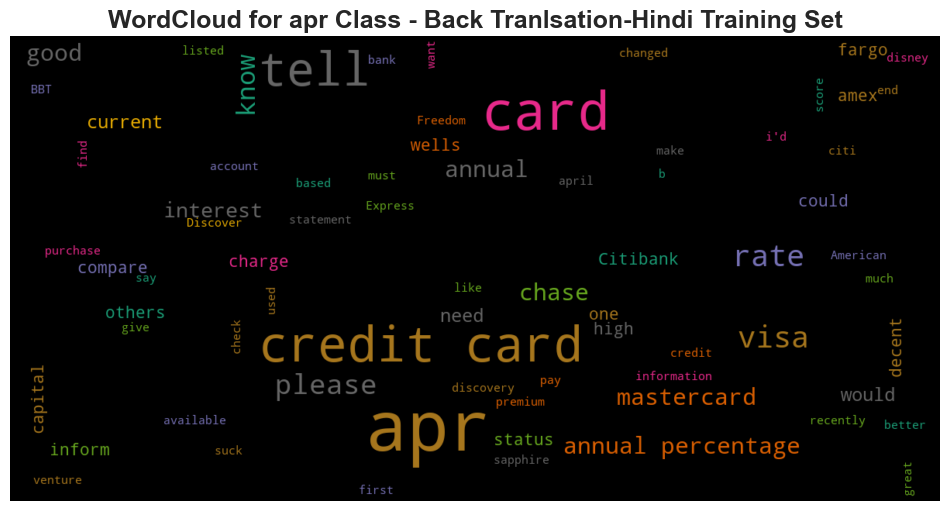 WordCloud for apr Class - Back Tranlsation-Hindi Training Set
good
listed
know
tell
bank
want
changed
fargo
disney
BBT
score
amex
end
current
Freedom
card
find
wells
i'd
account
annual
make
citi
based
must
april
b
could
interest
Discover
Express
statement
purchase
compare
say
charge
Citibank
rate
American
others
give
used
like
chase
much
check
need
one
high
visa
decent
credit card
credit
capital
please
discovery
pay
information
premium
mastercard
would
available
apr
recently
better
inform
suck
status
annual percentage
sapphire
venture
first
great